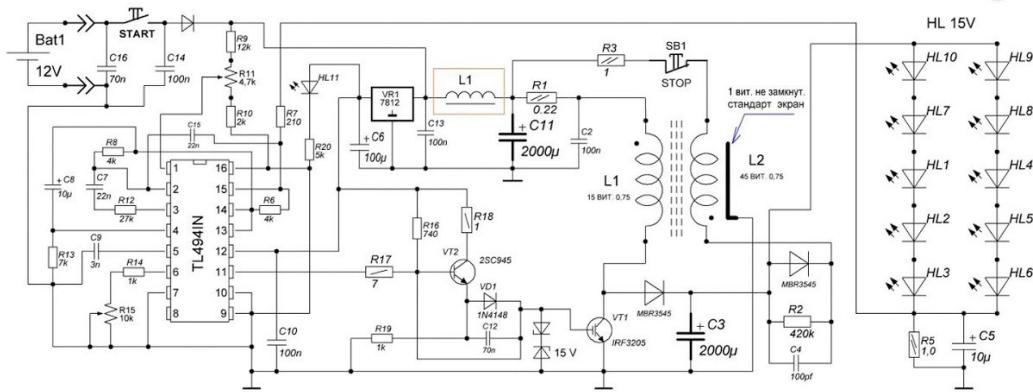 HL 15V
Bat1
12V
START
C16
70n
C14
100n
R9
12k
R11
4,7k
R10
2k
R7
210
HL11
R20
5k
VR1
7812
L1
C13
100n
C6
+
100µ
R1
0.22
+ C11
2000µ
C2
100n
R3
1
SB1
STOP
1 вит. не замкнут.
стандарт экран
L1
15 ВИТ. 0,75
L2
45 ВИТ. 0,75
HL10
HL9
HL7
HL8
HL1
HL4
HL2
HL5
HL3
HL6
C15
22n
R8
4k
C8
+
10µ
C7
22n
R12
27k
R13
7k
C9
3n
R14
1k
R15
10k
1
2
3
4
5
6
7
8
TL494IN
16
15
14
13
12
11
10
9
R6
4k
C10
100n
R16
740
R18
1
R17
7
VT2
2SC945
VD1
1N4148
C12
70n
R19
1k
15 V
VT1
IRF3205
MBR3545
+ C3
2000µ
MBR3545
R2
420k
C4
100pf
R5
1,0
+ C5
10µ